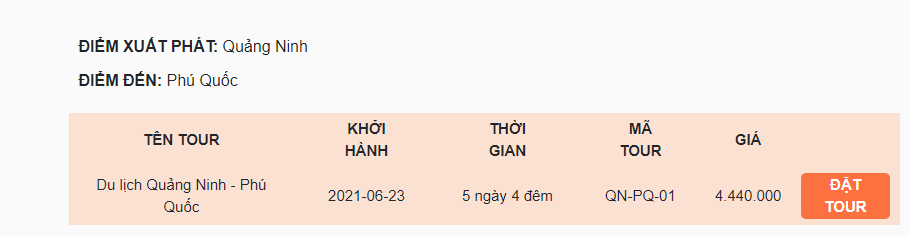 ĐIỂM XUẤT PHÁT: Quảng Ninh
ĐIỂM ĐẾN: Phú Quốc
TÊN TOUR KHỞI HÀNH THỜI GIAN MÃ TOUR GIÁ
Du lịch Quảng Ninh - Phú Quốc 2021-06-23 5 ngày 4 đêm QN-PQ-01 4.440.000 ĐẶT TOUR